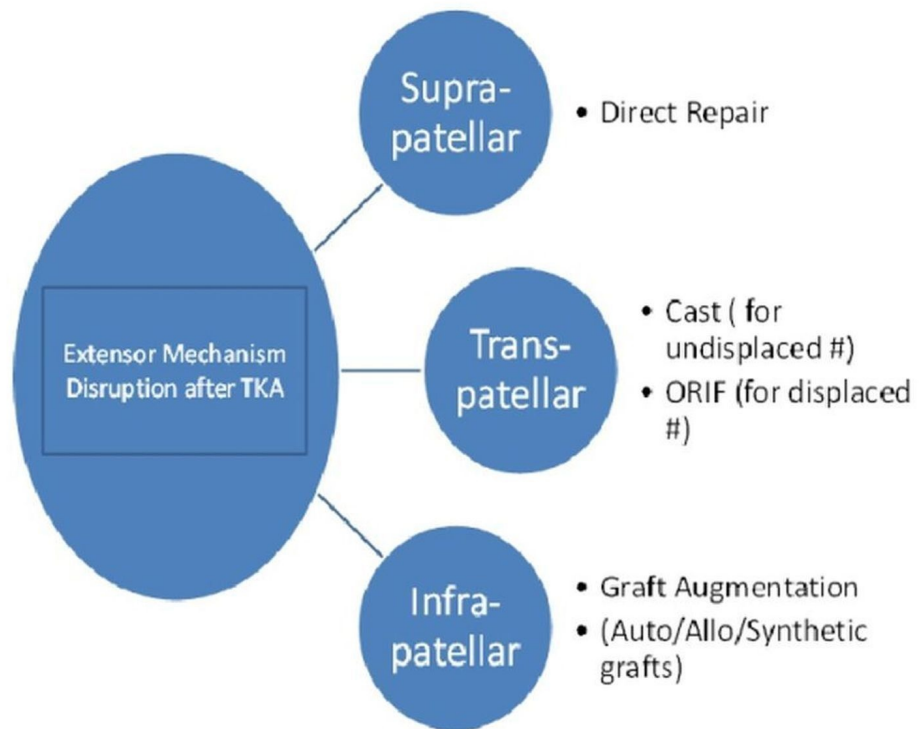 Supra-
patellar
• Direct Repair
Extensor Mechanism
Disruption after TKA
Trans-
patellar
• Cast ( for
undisplaced #)
• ORIF (for displaced
#)
Infra-
patellar
• Graft Augmentation
• (Auto/Allo/Synthetic
grafts)